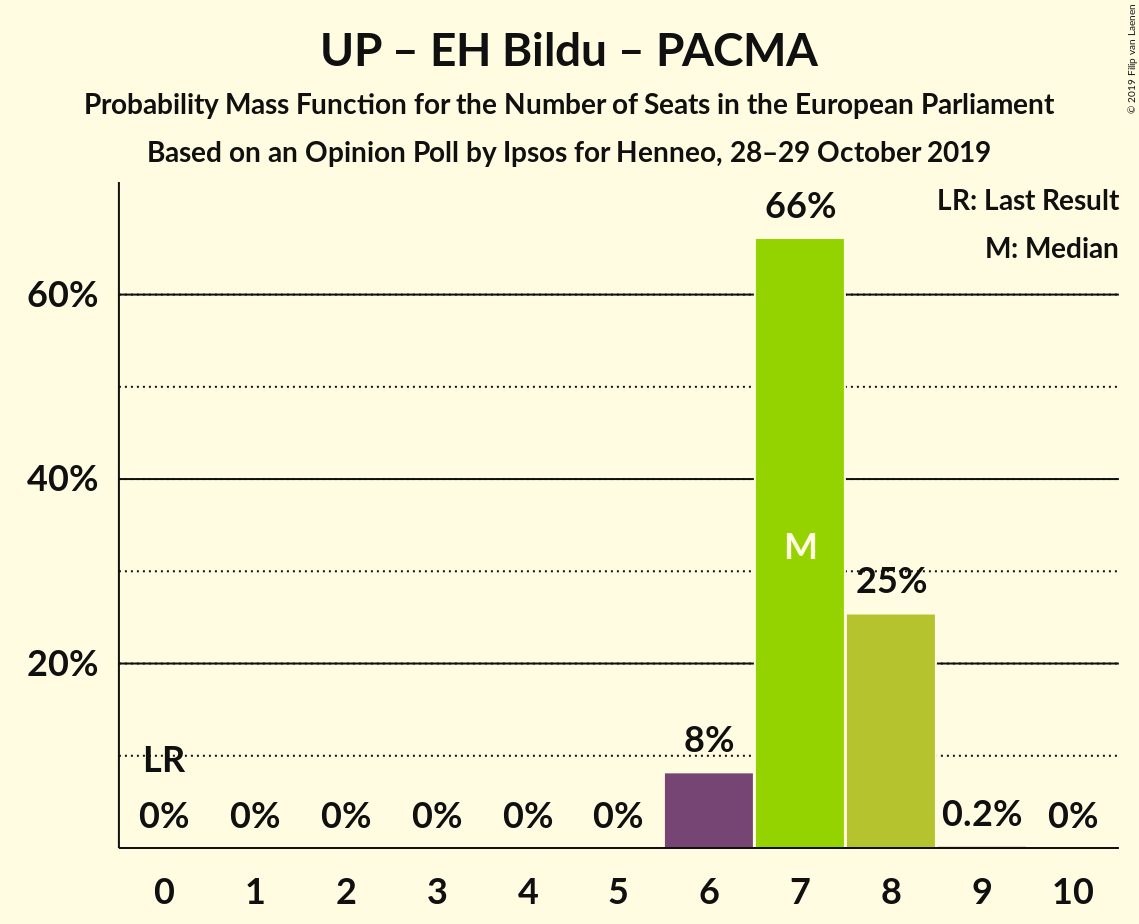 UP – EH Bildu – PACMA
Probability Mass Function for the Number of Seats in the European Parliament
Based on an Opinion Poll by Ipsos for Henneo, 28–29 October 2019
© 2019 Filip van Laenen
LR: Last Result
M: Median
66%
60%
40%
M
25%
20%
8%
LR
0% 0% 0% 0% 0% 0% 0.2% 0%
0 1 2 3 4 5 6 7 8 9 10